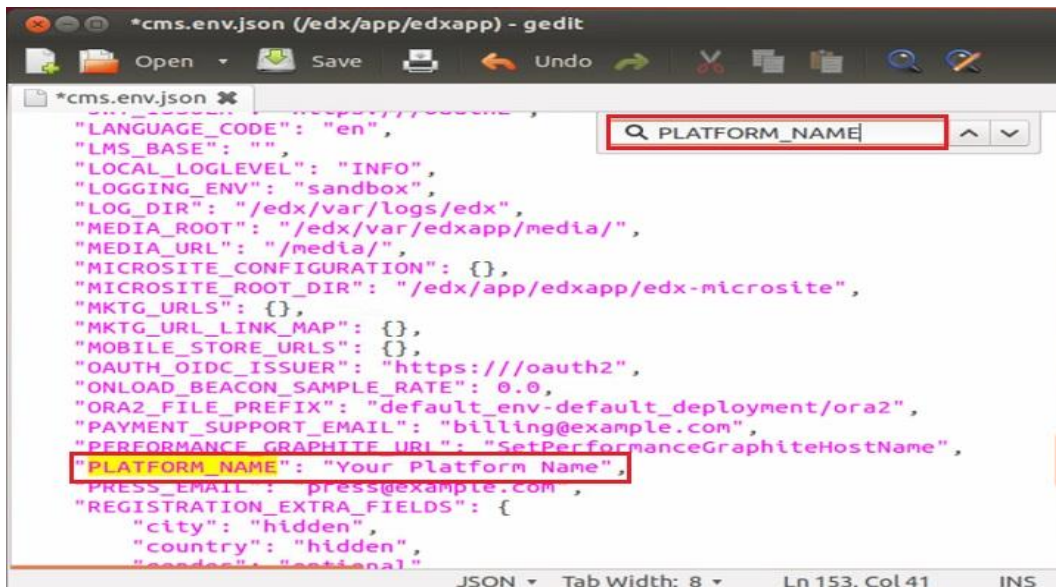 *cms.env.json (/edx/app/edxapp) - gedit
Open Save Undo
*cms.env.json
"LANGUAGE_CODE": "en",
PLATFORM_NAME
"LMS_BASE": "",
"LOCAL_LOGLEVEL": "INFO",
"LOGGING_ENV": "sandbox",
"LOG_DIR": "/edx/var/logs/edx",
"MEDIA_ROOT": "/edx/var/edxapp/media/",
"MEDIA_URL": "/media/",
"MICROSITE_CONFIGURATION": {},
"MICROSITE_ROOT_DIR": "/edx/app/edxapp/edx-microsite",
"MKTG_URLS": {},
"MKTG_URL_LINK_MAP": {},
"MOBILE_STORE_URLS": {},
"OAUTH_OIDC_ISSUER": "https:///oauth2",
"ONLOAD_BEACON_SAMPLE_RATE": 0.0,
"ORA2_FILE_PREFIX": "default_env-default_deployment/ora2",
"PAYMENT_SUPPORT_EMAIL": "billing@example.com",
"PERFORMANCE_GRAPHITE_URL": "SetPerformanceGraphiteHostName",
"PLATFORM_NAME": "Your Platform Name",
"PRESS_EMAIL": "press@example.com",
"REGISTRATION_EXTRA_FIELDS": {
"city": "hidden",
"country": "hidden",
JSON Tab Width: 8 Ln 153, Col 41 INS